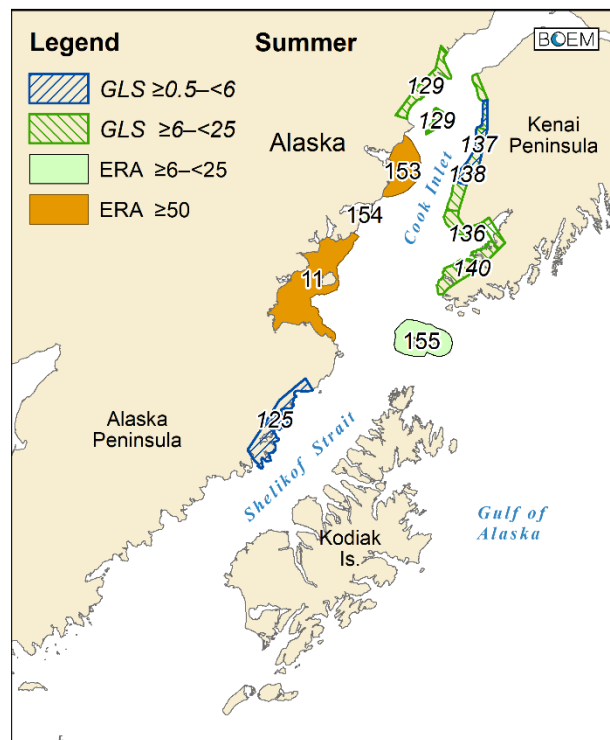 Legend
Summer
BOEM
GLS ≥0.5–<6
GLS ≥6–<25
ERA ≥6–<25
ERA ≥50
129
129
Alaska
Kenai
Peninsula
137
153
138
Cook Inlet
154
136
140
11
155
125
Alaska
Peninsula
Shelikof Strait
Gulf of
Alaska
Kodiak
Is.